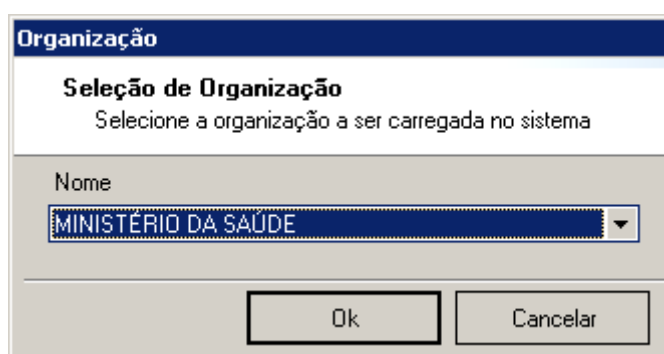 Organização
Seleção de Organização
Selecione a organização a ser carregada no sistema
Nome
MINISTÉRIO DA SAÚDE
Ok
Cancelar